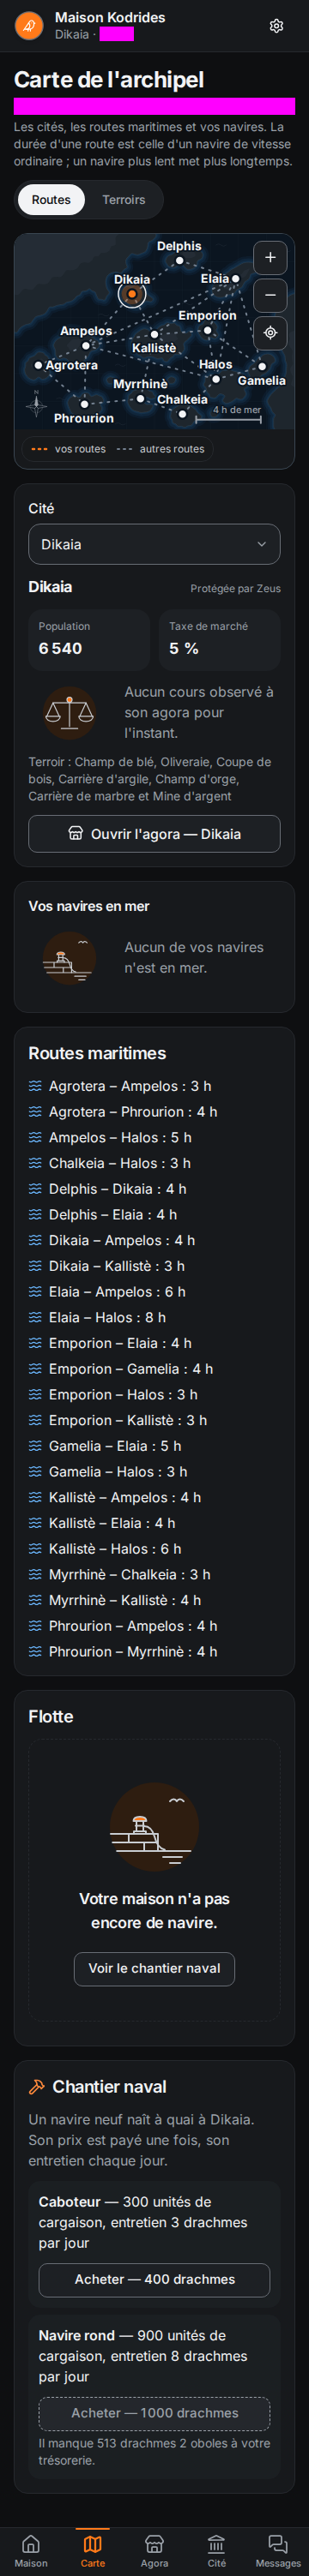 Maison Kodrides
Dikaia ·
Carte de l'archipel
Les cités, les routes maritimes et vos navires. La
durée d'une route est celle d'un navire de vitesse
ordinaire ; un navire plus lent met plus longtemps.
Routes
Terroirs
Delphis
Dikaia
Elaia
Emporion
Ampelos
Kallistè
Agrotera
Halos
Gamelia
Myrrhinè
Chalkeia
N
4 h de mer
Phrourion
vos routes
autres routes
Cité
Dikaia
Dikaia
Protégée par Zeus
Population
6 540
Taxe de marché
5 %
Aucun cours observé à
son agora pour
l'instant.
Terroir : Champ de blé, Oliveraie, Coupe de
bois, Carrière d'argile, Champ d'orge,
Carrière de marbre et Mine d'argent
Ouvrir l'agora — Dikaia
Vos navires en mer
Aucun de vos navires
n'est en mer.
Routes maritimes
Agrotera – Ampelos : 3 h
Agrotera – Phrourion : 4 h
Ampelos – Halos : 5 h
Chalkeia – Halos : 3 h
Delphis – Dikaia : 4 h
Delphis – Elaia : 4 h
Dikaia – Ampelos : 4 h
Dikaia – Kallistè : 3 h
Elaia – Ampelos : 6 h
Elaia – Halos : 8 h
Emporion – Elaia : 4 h
Emporion – Gamelia : 4 h
Emporion – Halos : 3 h
Emporion – Kallistè : 3 h
Gamelia – Elaia : 5 h
Gamelia – Halos : 3 h
Kallistè – Ampelos : 4 h
Kallistè – Elaia : 4 h
Kallistè – Halos : 6 h
Myrrhinè – Chalkeia : 3 h
Myrrhinè – Kallistè : 4 h
Phrourion – Ampelos : 4 h
Phrourion – Myrrhinè : 4 h
Flotte
Votre maison n'a pas
encore de navire.
Voir le chantier naval
Chantier naval
Un navire neuf naît à quai à Dikaia.
Son prix est payé une fois, son
entretien chaque jour.
Caboteur — 300 unités de
cargaison, entretien 3 drachmes
par jour
Acheter — 400 drachmes
Navire rond — 900 unités de
cargaison, entretien 8 drachmes
par jour
Acheter — 1 000 drachmes
Il manque 513 drachmes 2 oboles à votre
trésorerie.
Maison
Carte
Agora
Cité
Messages